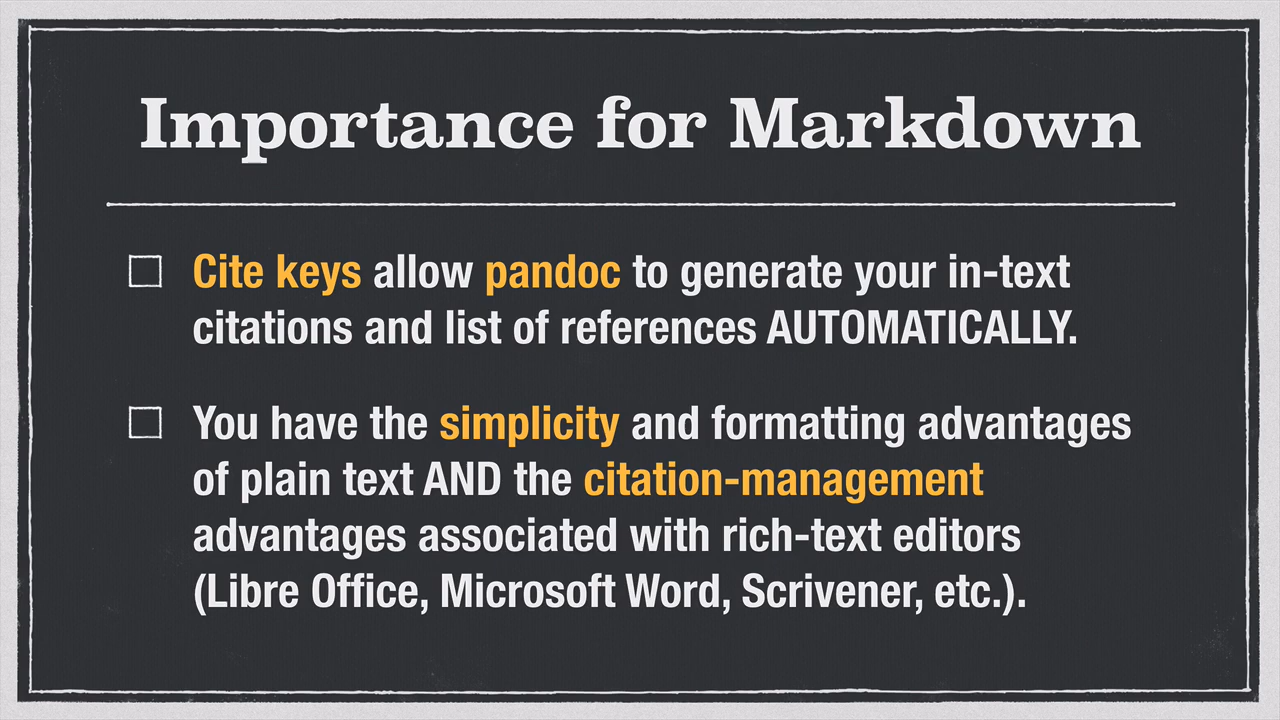 Importance for Markdown
Cite keys allow pandoc to generate your in-text
citations and list of references AUTOMATICALLY.
You have the simplicity and formatting advantages
of plain text AND the citation-management
advantages associated with rich-text editors
(Libre Office, Microsoft Word, Scrivener, etc.).